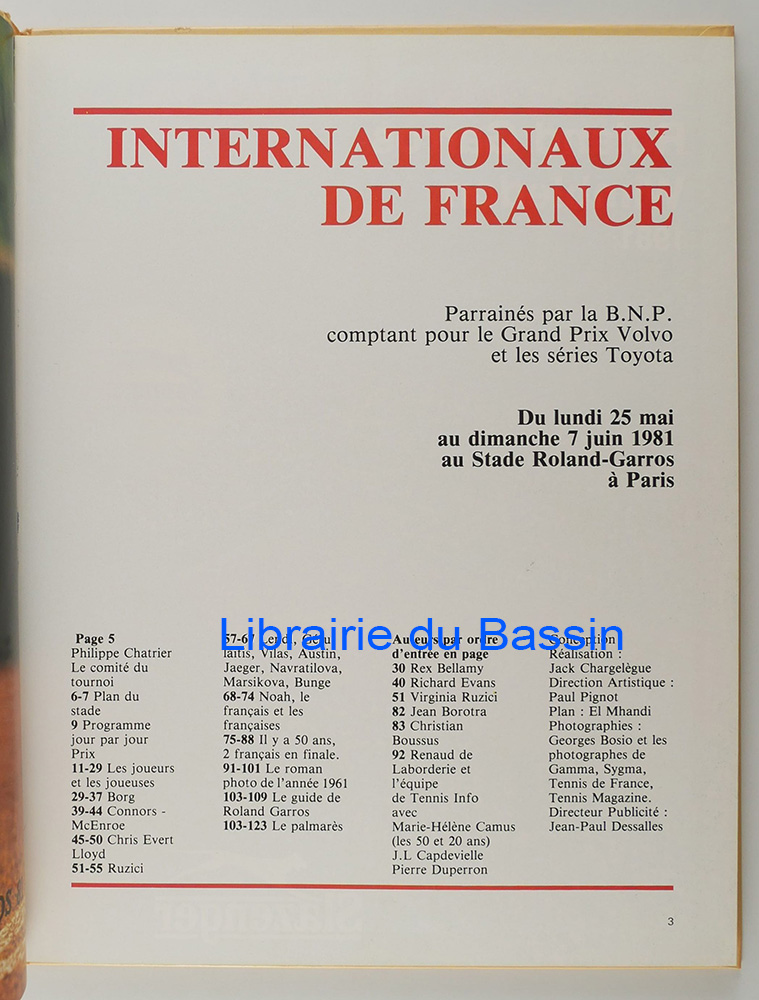 INTERNATIONAUX
DE FRANCE
Parrainés par la B.N.P.
comptant pour le Grand Prix Volvo
et les séries Toyota
Du lundi 25 mai
au dimanche 7 juin 1981
au Stade Roland-Garros
à Paris
Librairie du Bassin
Page 5
Philippe Chatrier
Le comité du
tournoi
6-7 Plan du
stade
9 Programme
jour par jour
Prix
11-29 Les joueurs
et les joueuses
29-37 Borg
39-44 Connors -
McEnroe
45-50 Chris Evert
Lloyd
51-55 Ruzici
57-67 Lendl, Géru
laïtis, Vilas, Austin,
Jaeger, Navratilova,
Marsikova, Bunge
68-74 Noah, le
français et les
françaises
75-88 Il y a 50 ans,
2 français en finale.
91-101 Le roman
photo de l'année 1961
103-109 Le guide de
Roland Garros
103-123 Le palmarès
Auteurs par ordre
d'entrée en page
30 Rex Bellamy
40 Richard Evans
51 Virginia Ruzici
82 Jean Borotra
83 Christian
Boussus
92 Renaud de
Laborderie et
l'équipe
de Tennis Info
avec
Marie-Hélène Camus
(les 50 et 20 ans)
J.L Capdevielle
Pierre Duperron
Conception
Réalisation :
Jack Chargelègue
Direction Artistique :
Paul Pignot
Plan : El Mhandi
Photographies :
Georges Bosio et les
photographes de
Gamma, Sygma,
Tennis de France,
Tennis Magazine.
Directeur Publicité :
Jean-Paul Dessalles
3